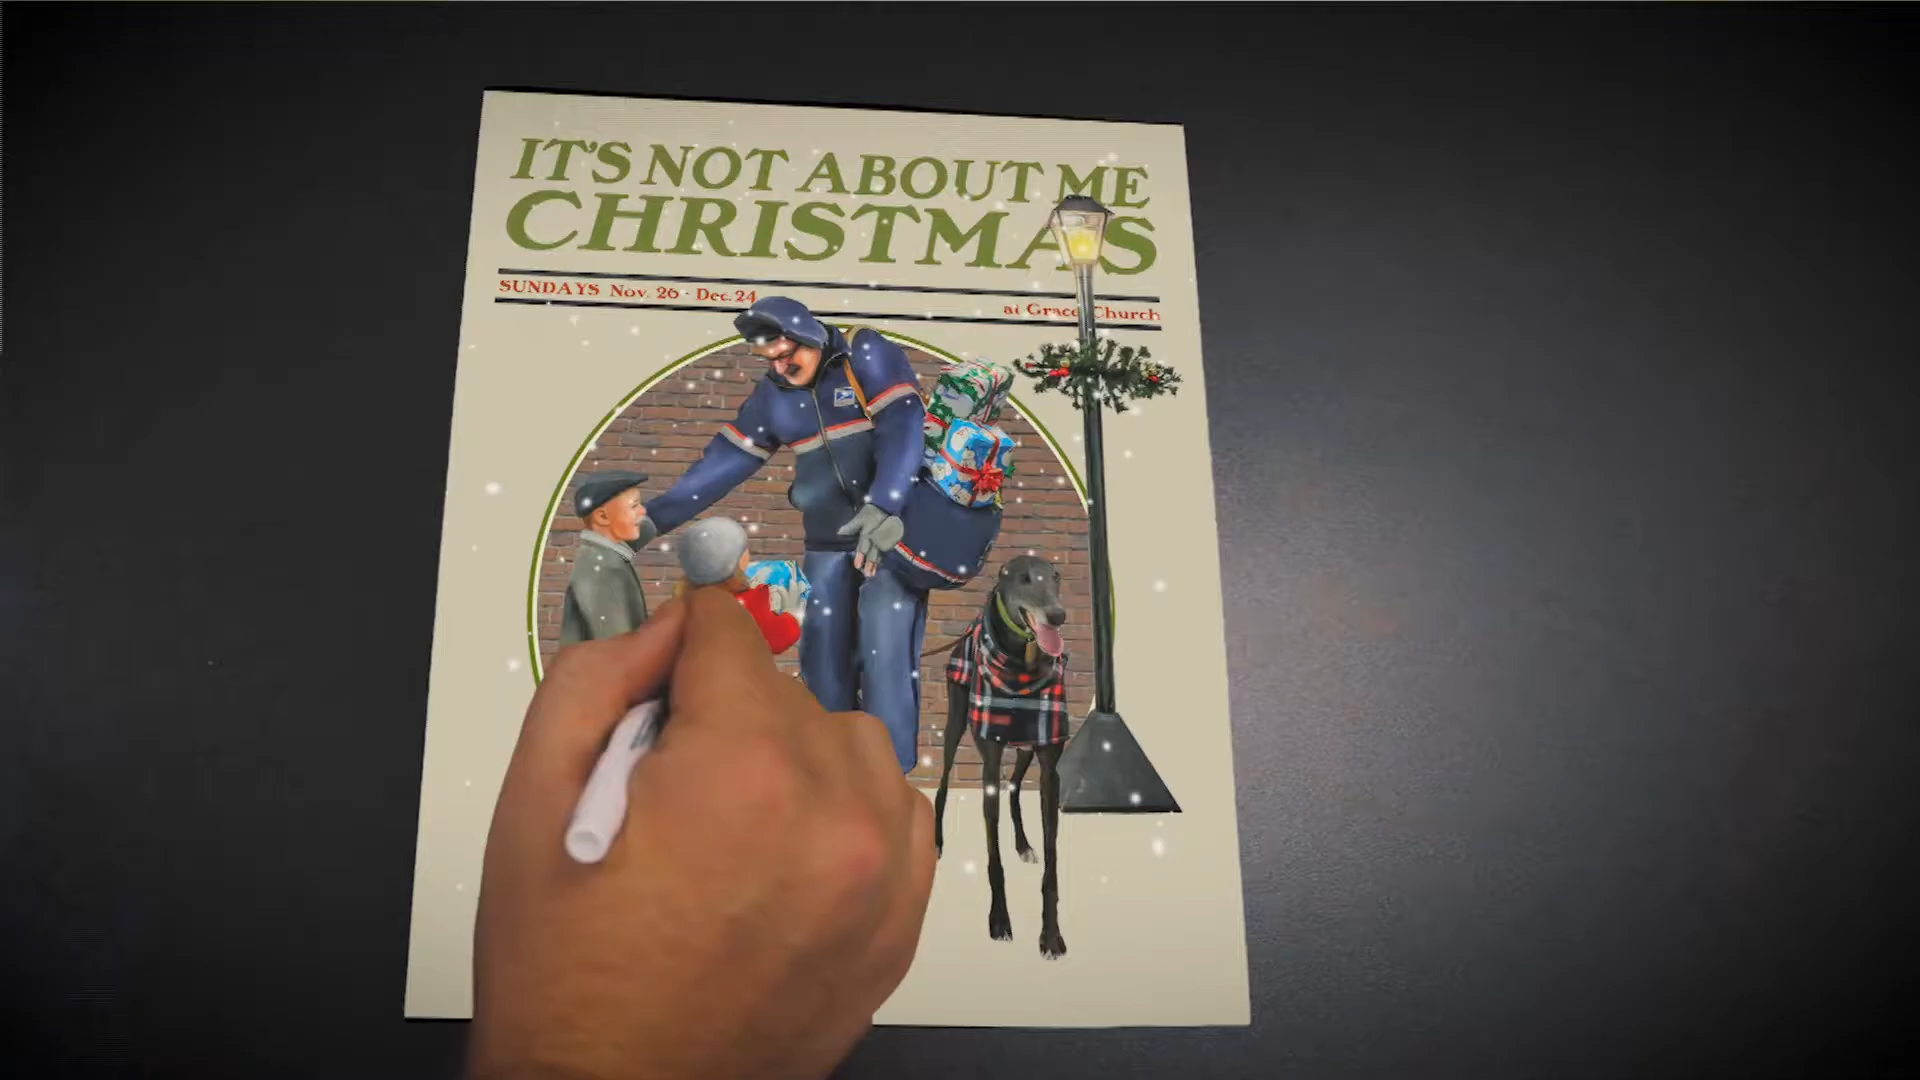 IT'S NOT ABOUT ME
CHRISTMAS
SUNDAYS Nov. 26 - Dec. 24
at Grace Church